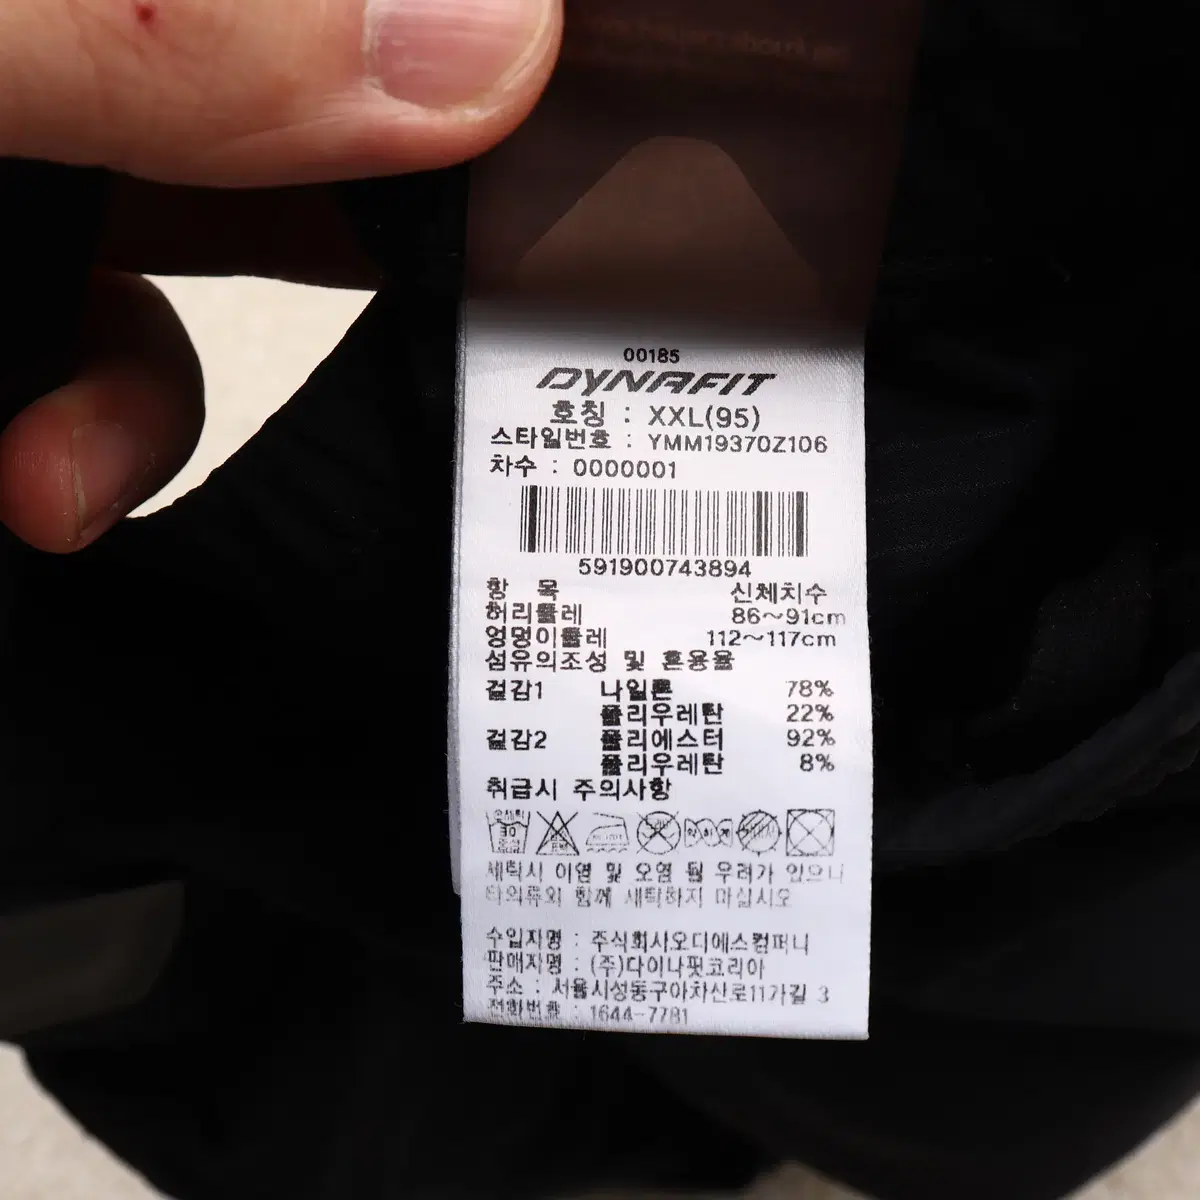 00185
DYNAFIT
호칭 : XXL(95)
스타일번호 : YMM19370Z106
차수 : 0000001
591900743894
항 목 신체치수
허리둘레 86~91cm
엉덩이둘레 112~117cm
섬유의조성 및 혼용율
겉감1 나일론 78%
폴리우레탄 22%
겉감2 폴리에스터 92%
폴리우레탄 8%
취급시 주의사항
손세탁
30
중성
세탁시 이염 및 오염 될 우려가 있으니
타의류와 함께 세탁하지 마십시오
수입자명 : 주식회사오디에스컴퍼니
판매자명 : (주)다이나핏코리아
주소 : 서울시성동구아차산로11가길 3
전화번호 : 1644-7781